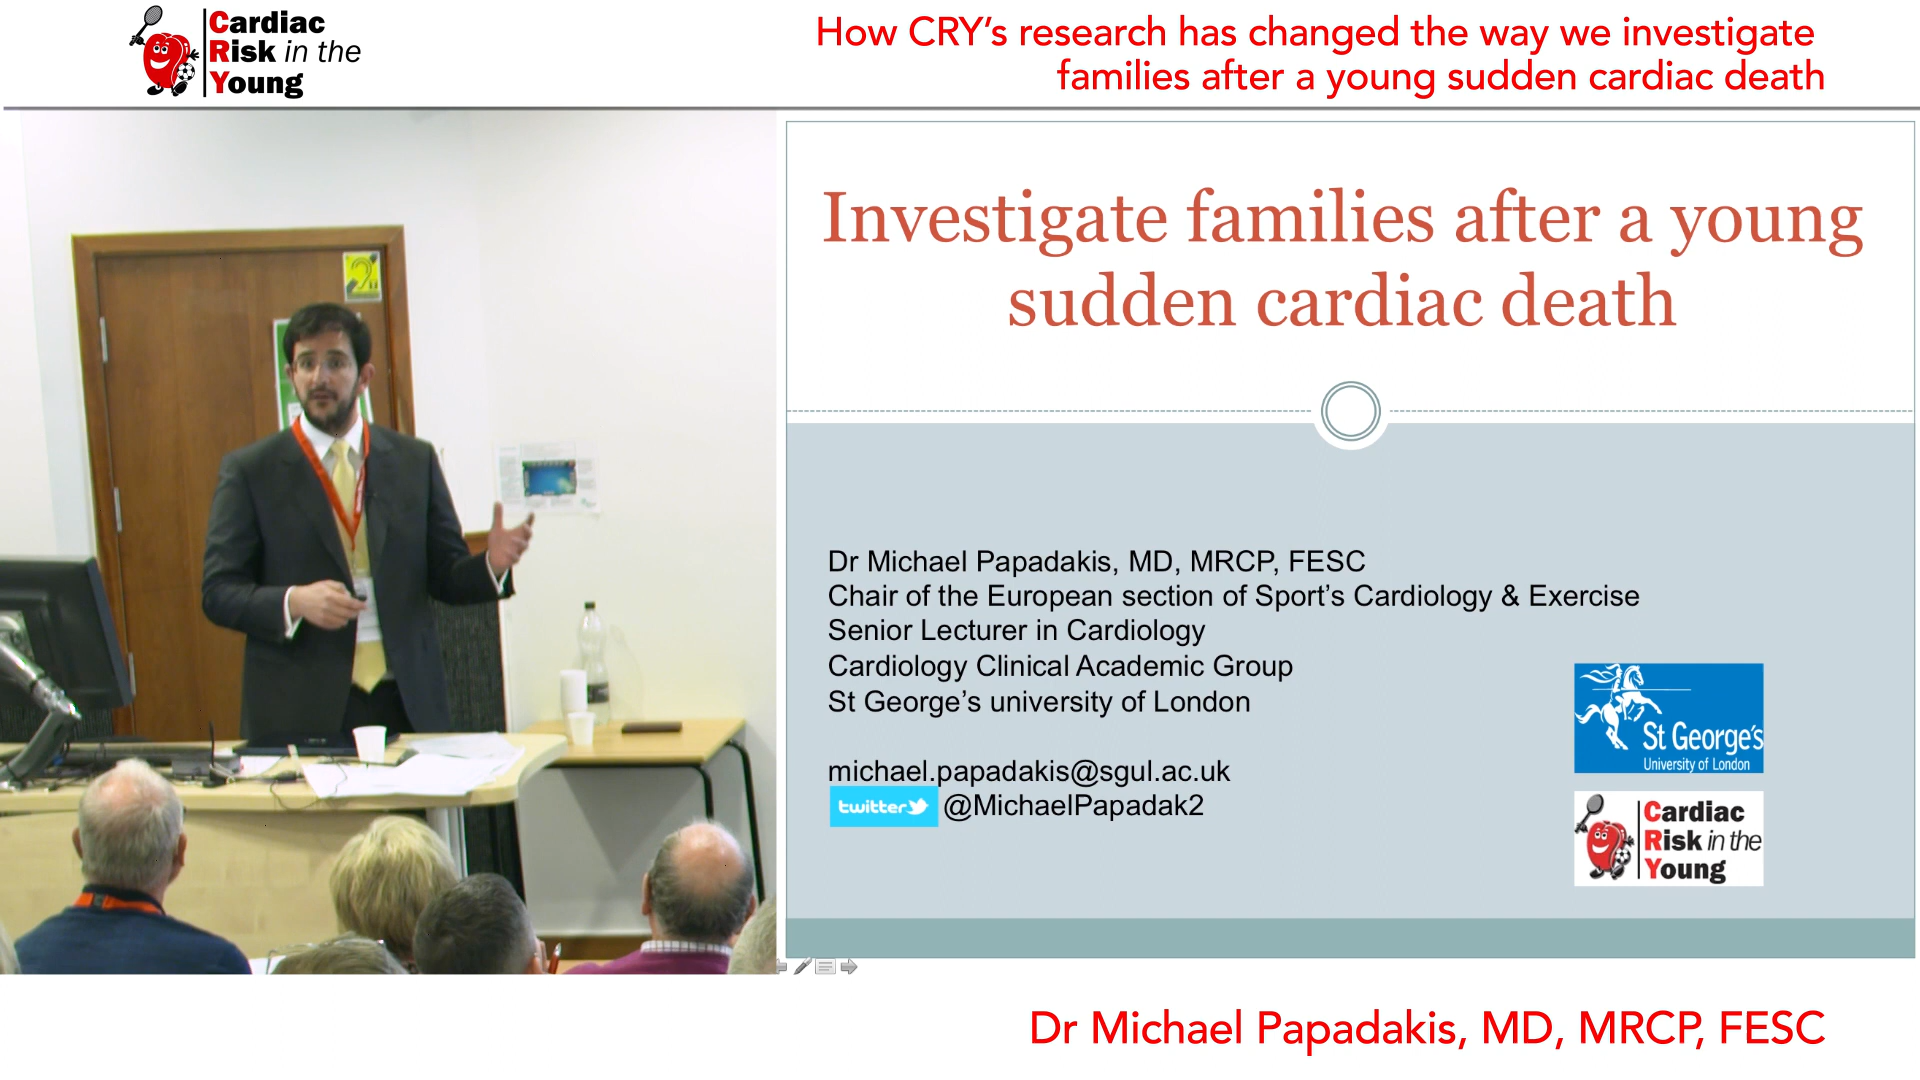 Cardiac
Risk in the
Young
How CRY's research has changed the way we investigate
families after a young sudden cardiac death
Investigate families after a young
sudden cardiac death
Dr Michael Papadakis, MD, MRCP, FESC
Chair of the European section of Sport's Cardiology & Exercise
Senior Lecturer in Cardiology
Cardiology Clinical Academic Group
St George's university of London
michael.papadakis@sgul.ac.uk
twitter @MichaelPapadak2
St George's
University of London
Cardiac
Risk in the
Young
Dr Michael Papadakis, MD, MRCP, FESC